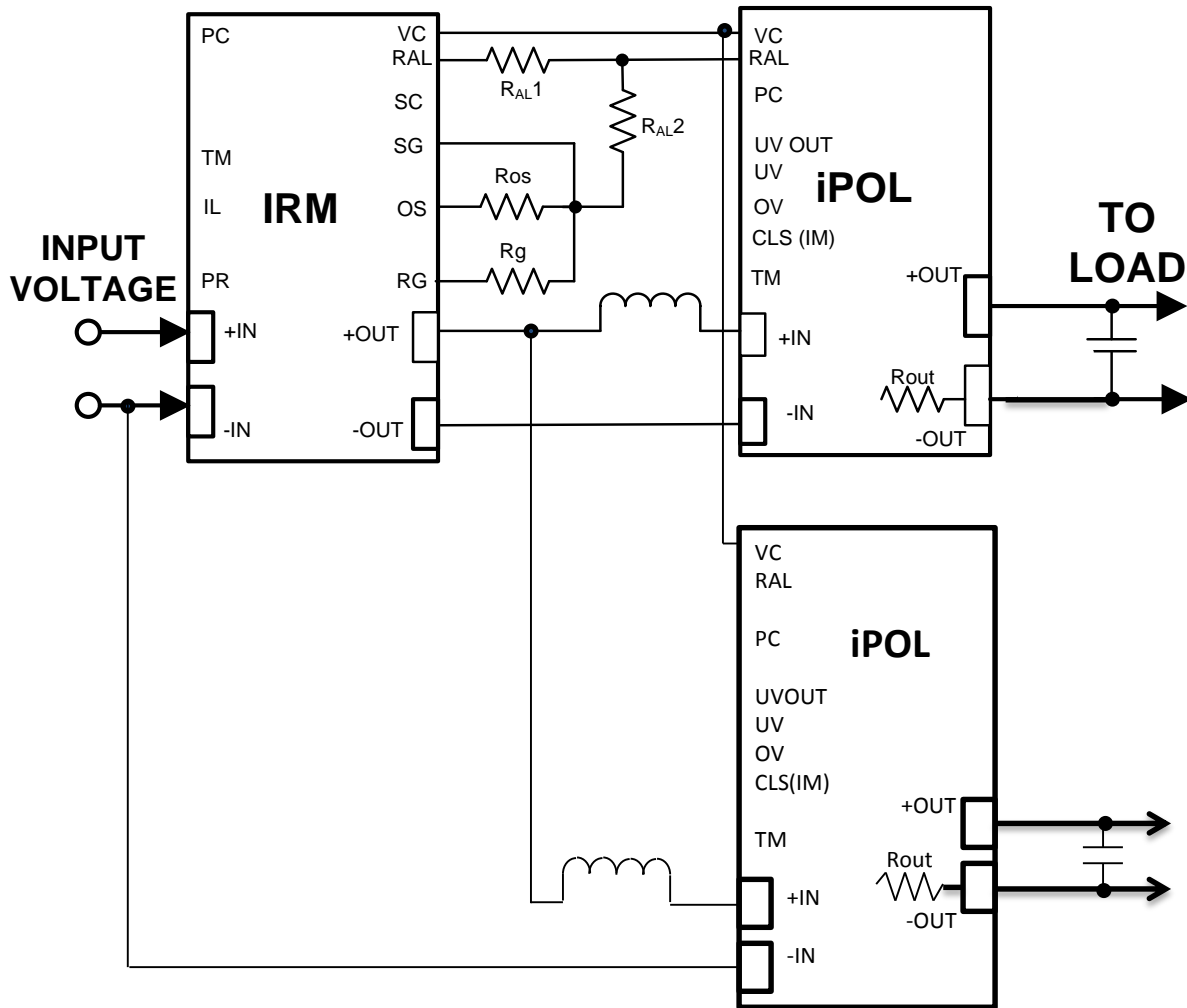 PC
VC
RAL
SC
SG
TM
IRM
IL
OS
PR
RG
+IN
+OUT
-IN
-OUT
INPUT
VOLTAGE
RAL1
RAL2
Ros
Rg
VC
RAL
PC
UV OUT
UV
iPOL
OV
CLS (IM)
TM
+OUT
+IN
Rout
-IN
-OUT
TO
LOAD
VC
RAL
PC
iPOL
UVOUT
UV
OV
CLS(IM)
+OUT
TM
Rout
+IN
-OUT
-IN